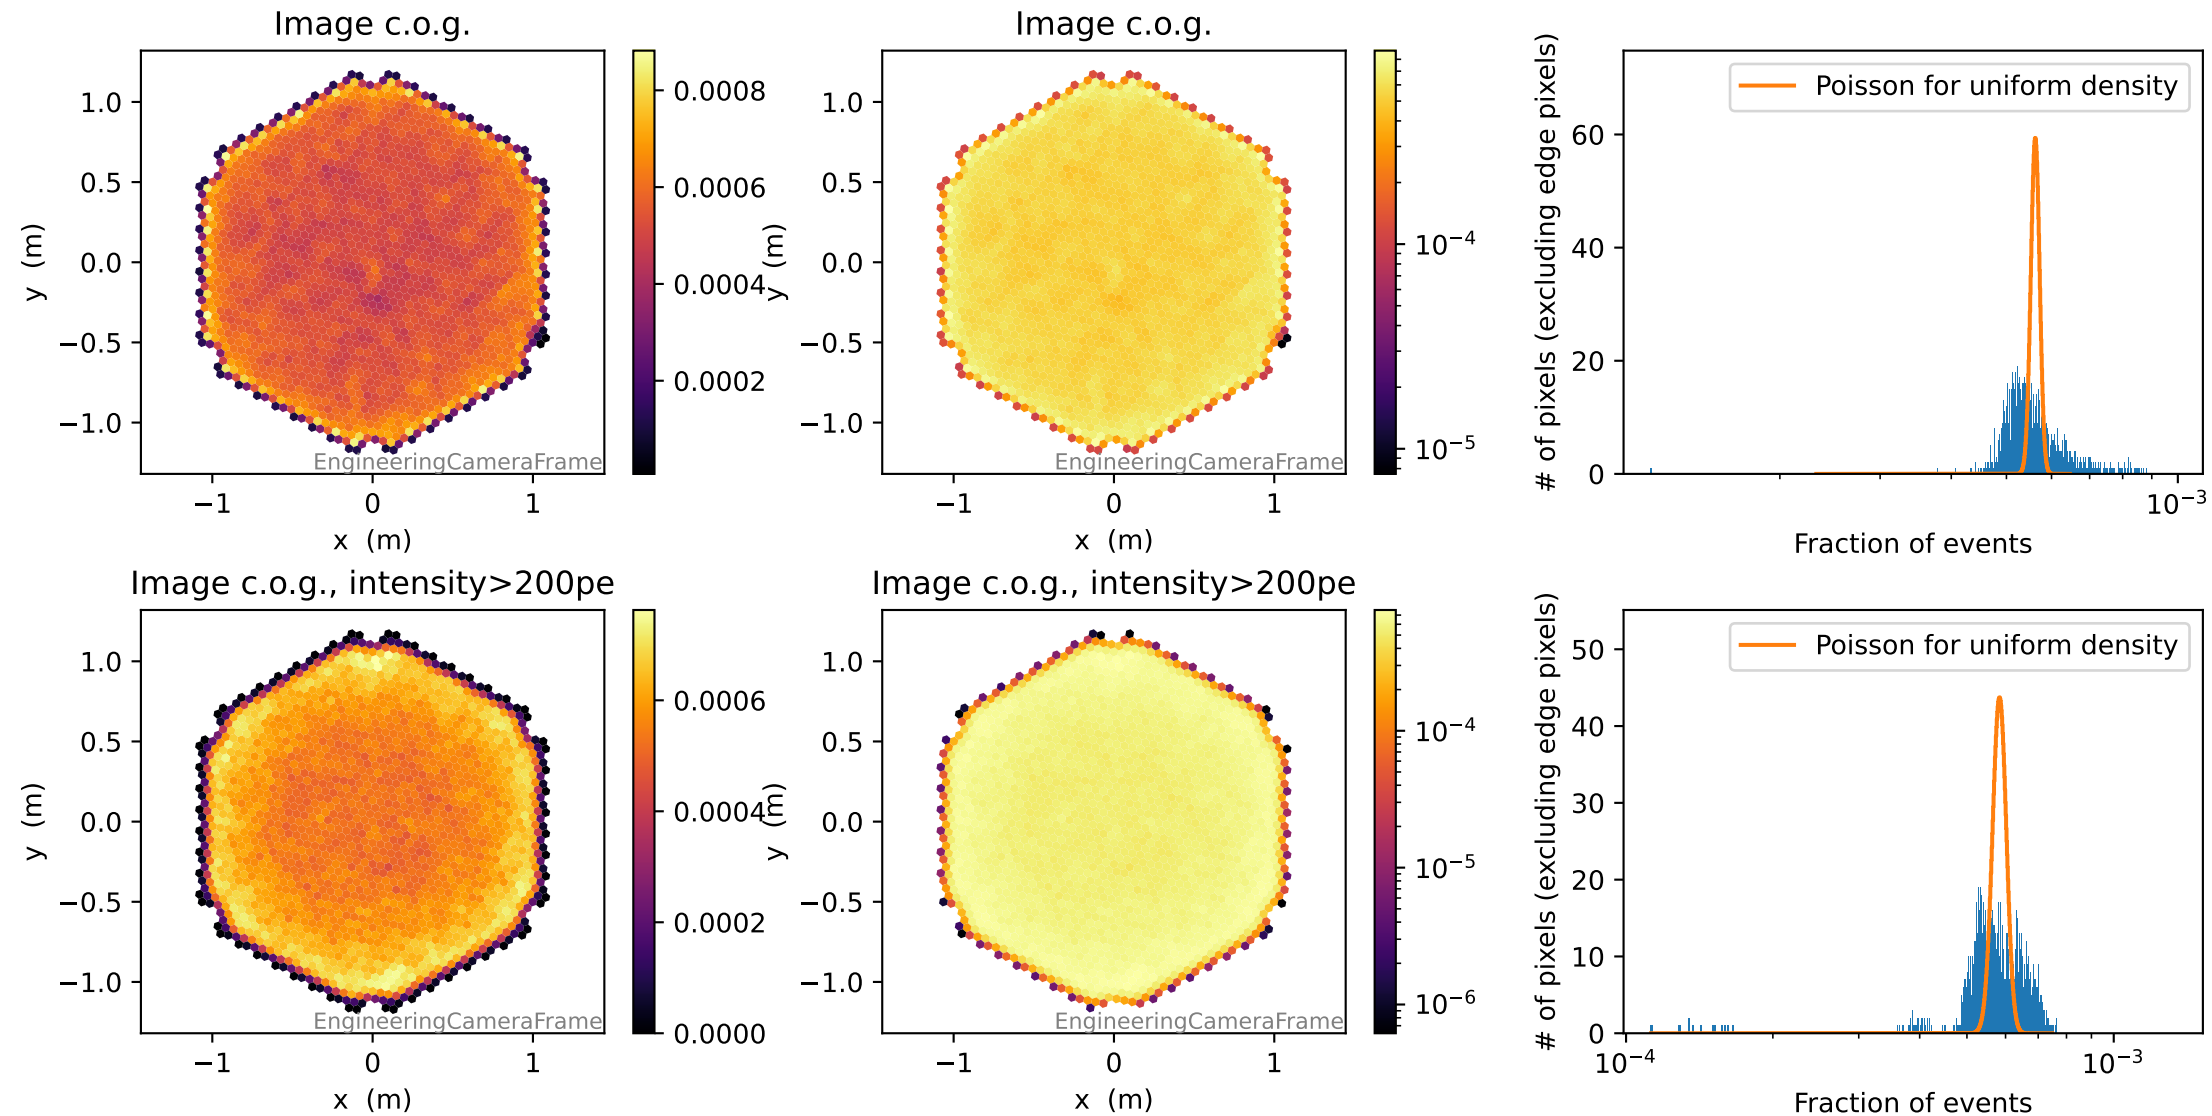 Image c.o.g.
1.0
0.5
0.0
−0.5
−1.0
y (m)
−1
0
1
x (m)
EngineeringCameraFrame
0.0008
0.0006
0.0004
0.0002
Image c.o.g.
1.0
0.5
0.0
−0.5
−1.0
y (m)
−1
0
1
x (m)
EngineeringCameraFrame
10−4
10−5
# of pixels (excluding edge pixels)
60
40
20
0
Poisson for uniform density
10−3
Fraction of events
Image c.o.g., intensity>200pe
1.0
0.5
0.0
−0.5
−1.0
y (m)
−1
0
1
x (m)
EngineeringCameraFrame
0.0006
0.0004
0.0002
0.0000
Image c.o.g., intensity>200pe
1.0
0.5
0.0
−0.5
−1.0
y (m)
−1
0
1
x (m)
EngineeringCameraFrame
10−4
10−5
10−6
# of pixels (excluding edge pixels)
50
40
30
20
10
0
Poisson for uniform density
10−4
10−3
Fraction of events